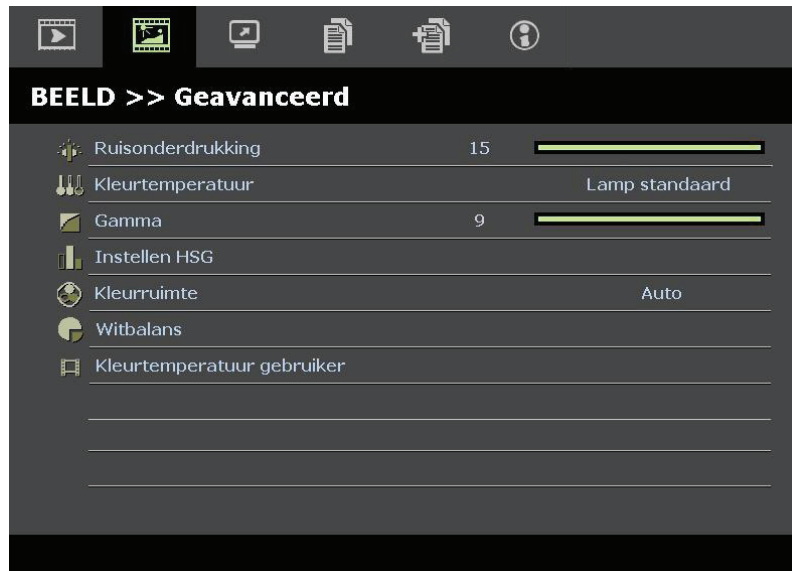 BEELD >> Geavanceerd
Ruisonderdrukking 15
Kleurtemperatuur Lamp standaard
Gamma 9
Instellen HSG
Kleurruimte Auto
Witbalans
Kleurtemperatuur gebruiker